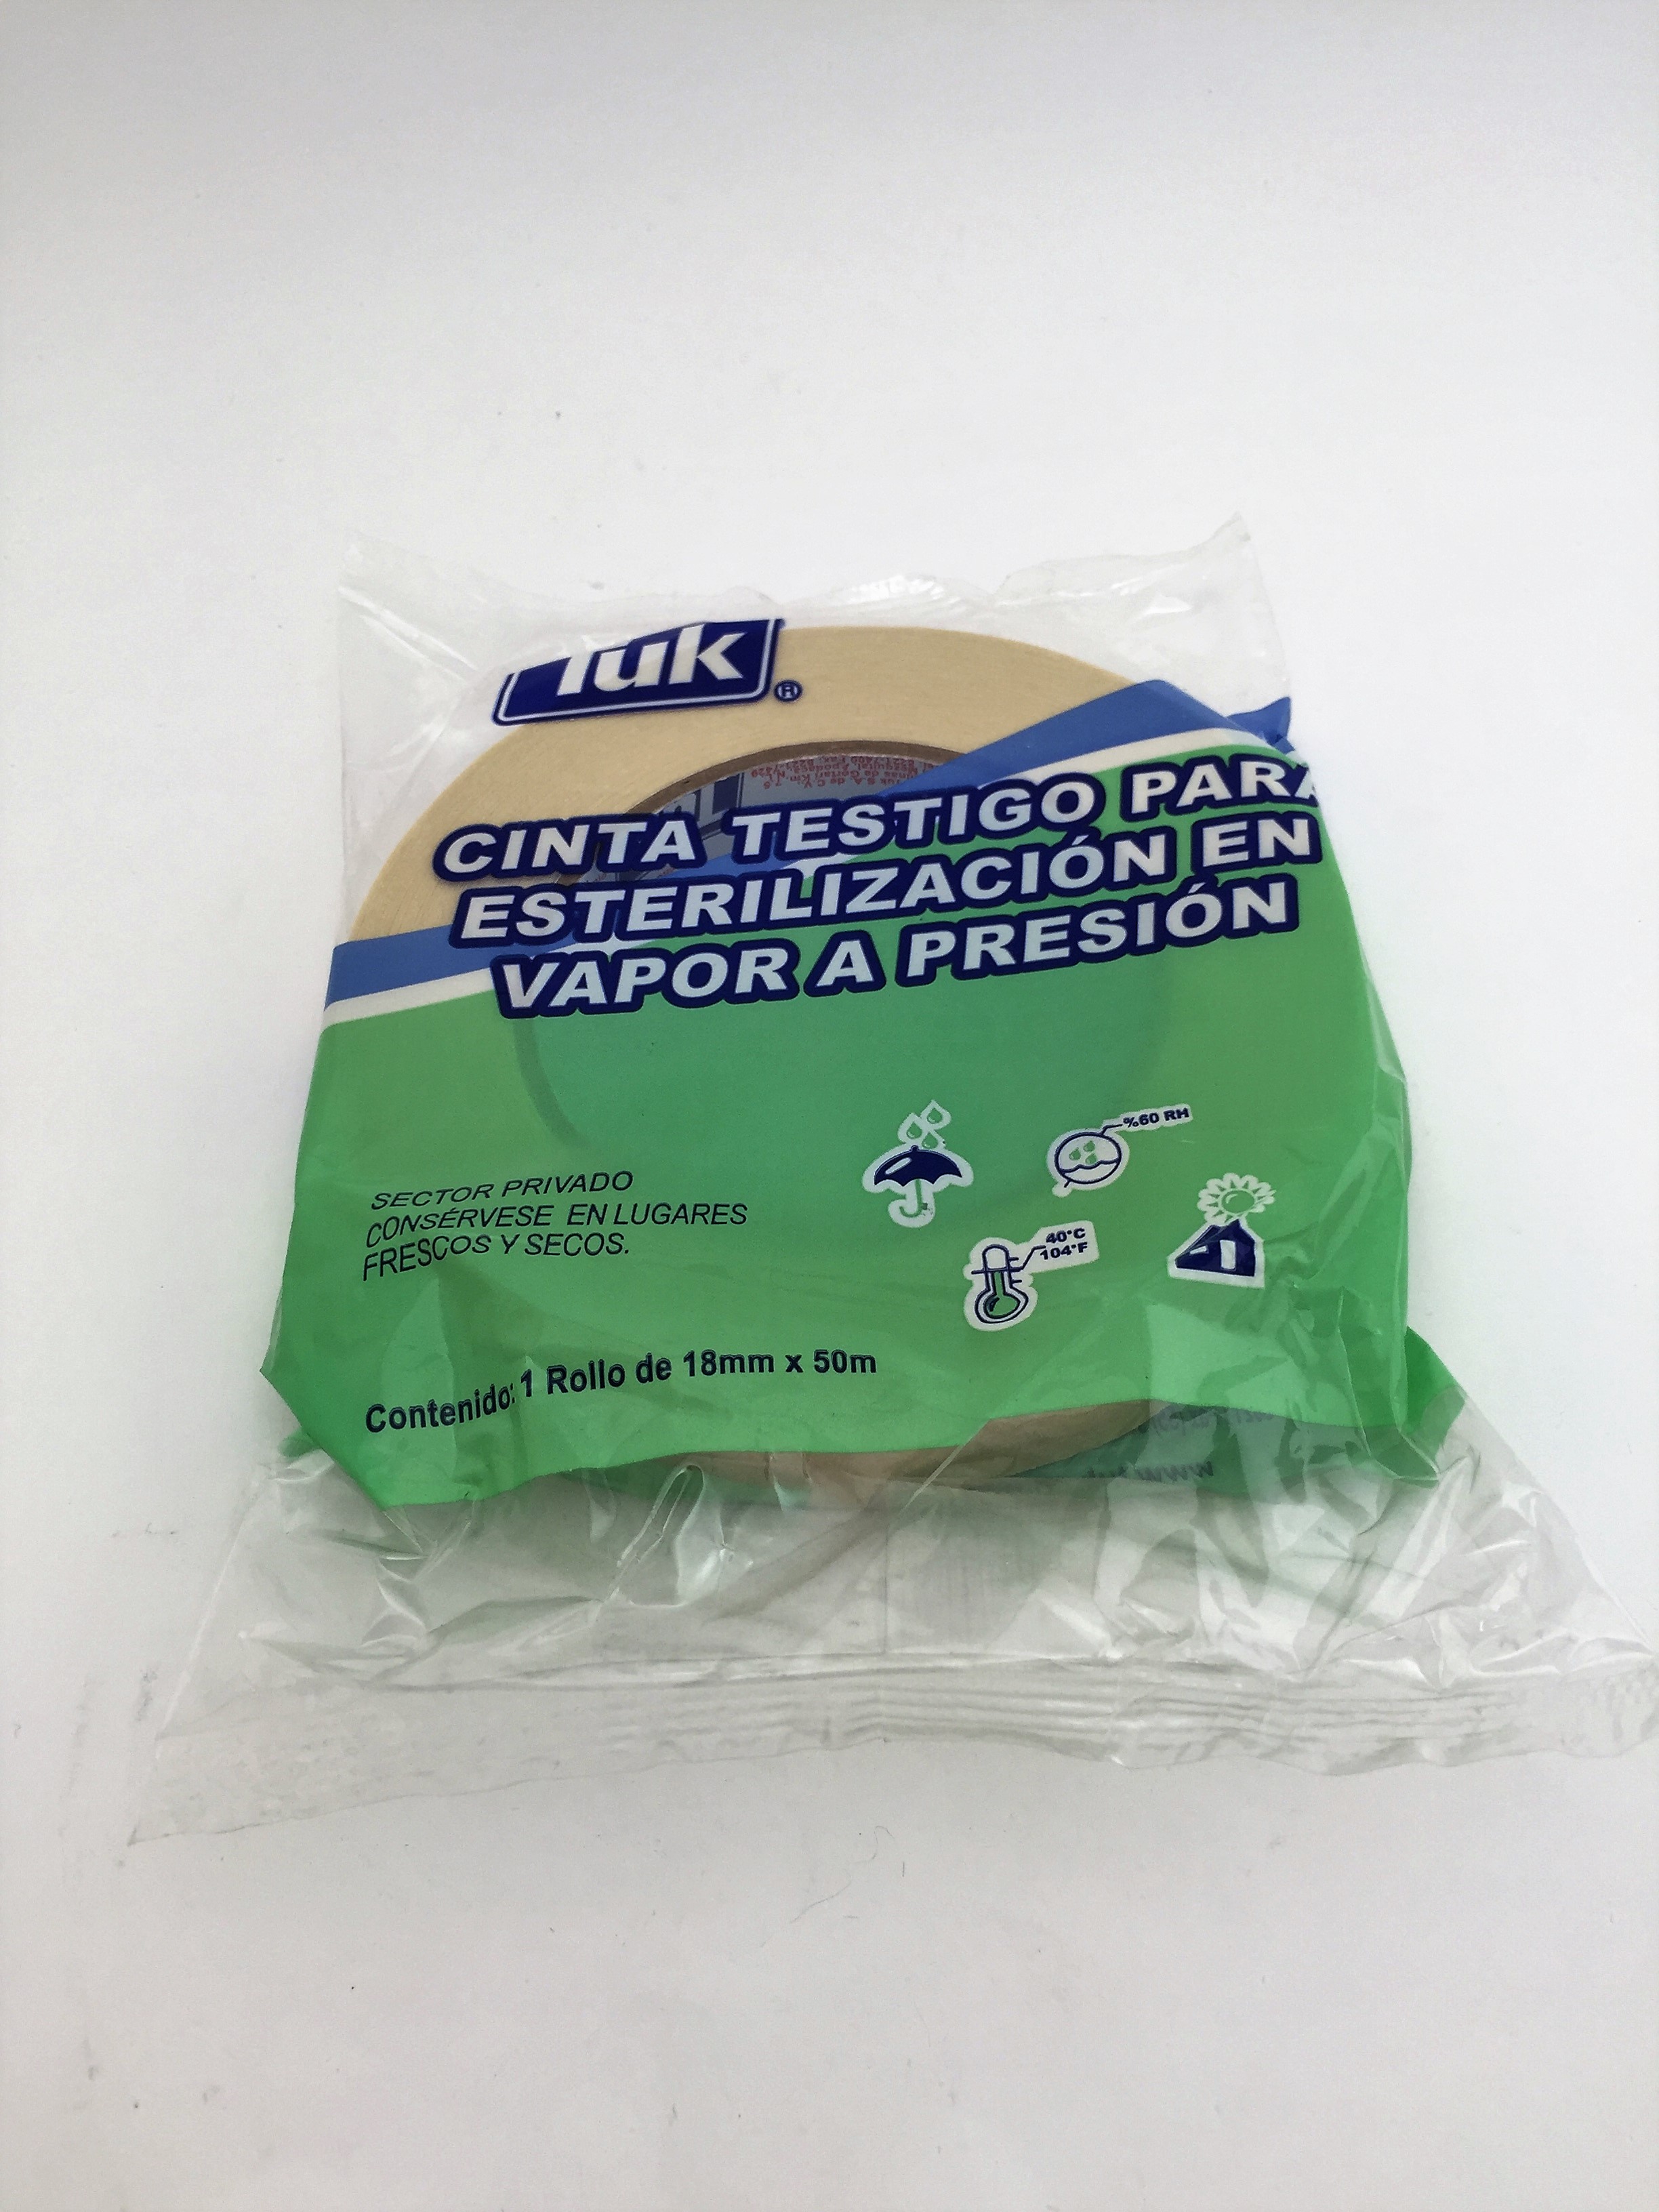 Tuk®
CINTA TESTIGO PARA
ESTERILIZACIÓN EN
VAPOR A PRESIÓN
%60 RH
SECTOR PRIVADO
CONSÉRVESE EN LUGARES
FRESCOS Y SECOS.
40°C
104°F
Contenido: 1 Rollo de 18mm x 50m